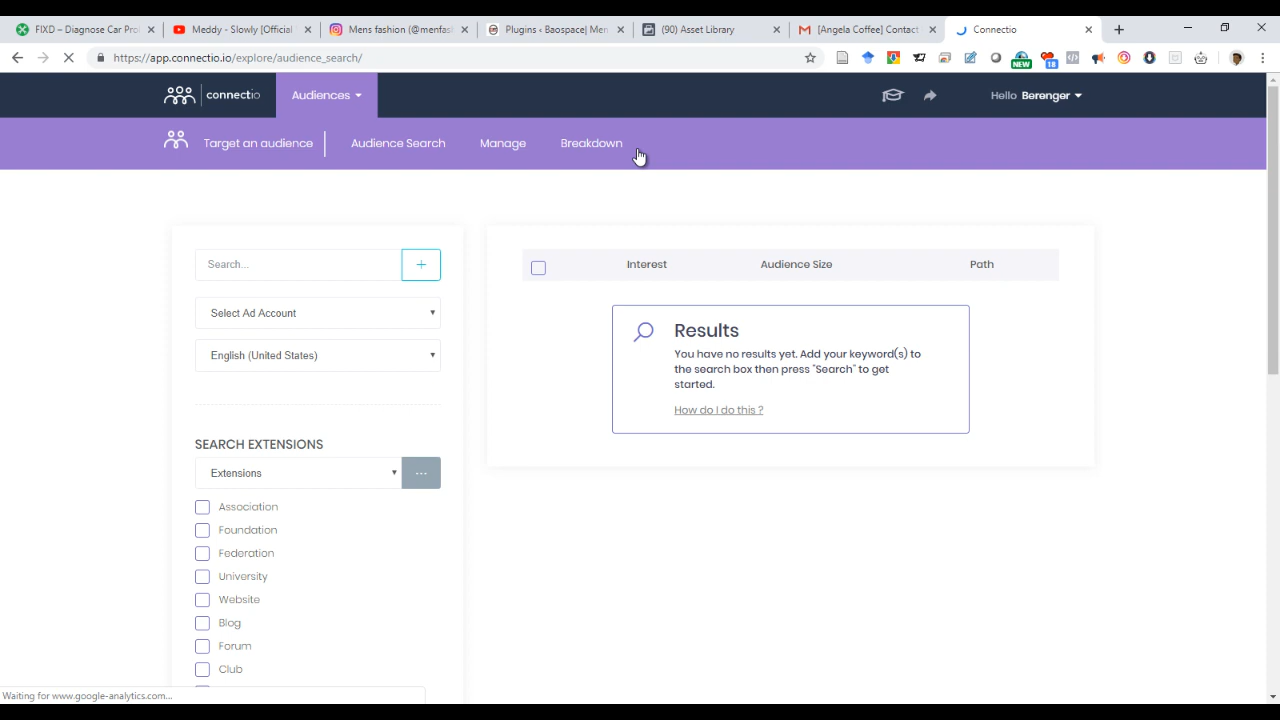 FIXD – Diagnose Car Pro
Meddy - Slowly [Official
Mens fashion (@menfas
Plugins ‹ Baospace| Men
(90) Asset Library
[Angela Coffee] Contact
Connectio
https://app.connectio.io/explore/audience_search/
NEW
18
connectio
Audiences
Hello Berenger
Target an audience
Audience Search
Manage
Breakdown
Search...
+
Select Ad Account
English (United States)
SEARCH EXTENSIONS
Extensions
...
Association
Foundation
Federation
University
Website
Blog
Forum
Club
Interest
Audience Size
Path
Results
You have no results yet. Add your keyword(s) to
the search box then press "Search" to get
started.
How do I do this ?
Waiting for www.google-analytics.com...